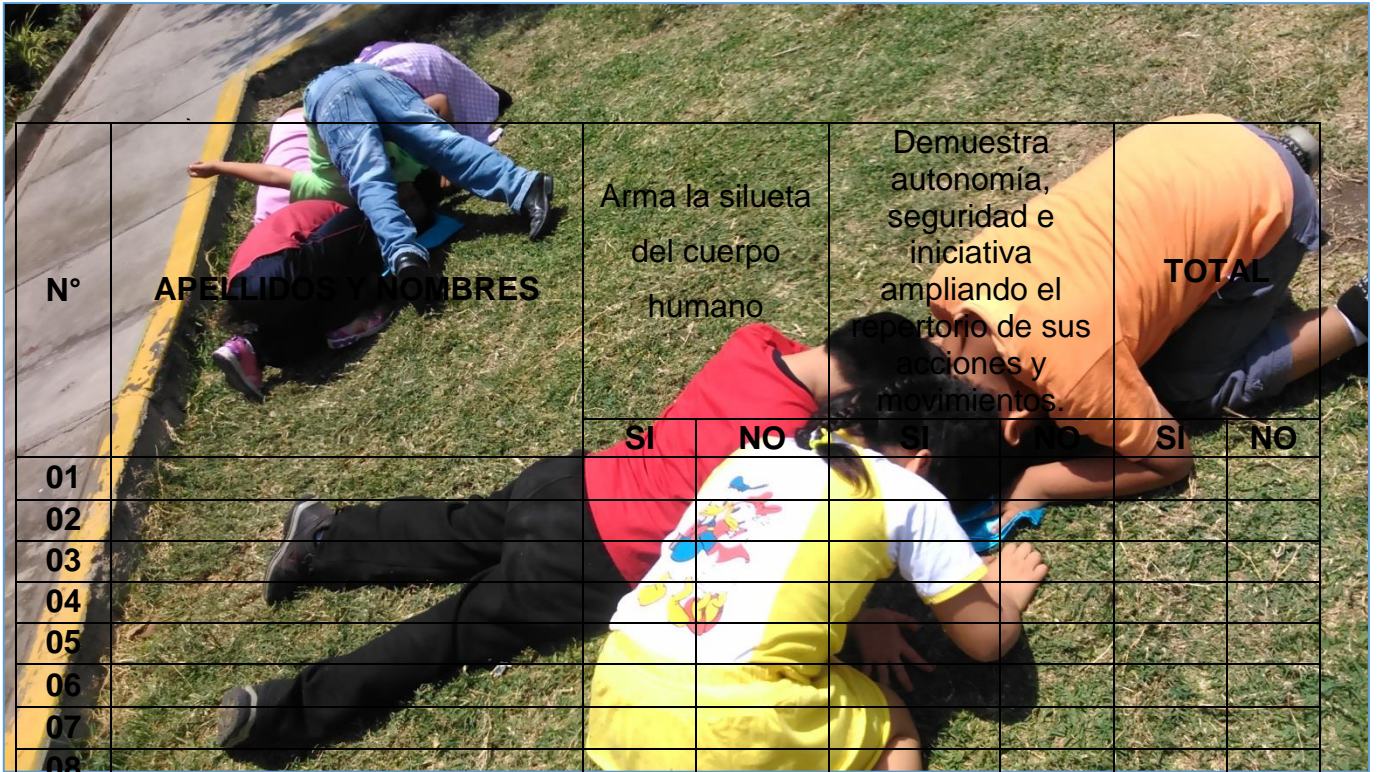 N°
APELLIDOS Y NOMBRES
Arma la silueta
del cuerpo
humano
Demuestra
autonomía,
seguridad e
iniciativa
ampliando el
repertorio de sus
acciones y
movimientos.
TOTAL
SI NO SI NO SI NO
01
02
03
04
05
06
07
08